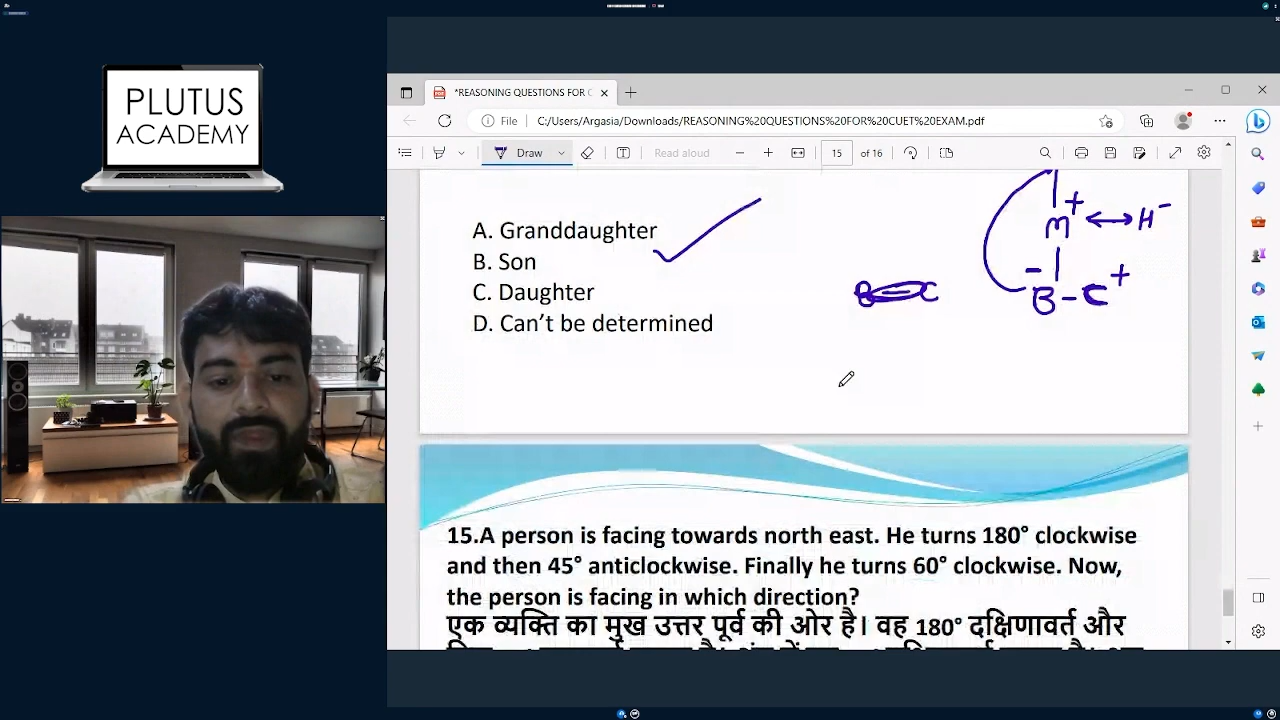 PLUTUS
ACADEMY
*REASONING QUESTIONS FOR C
File
C:/Users/Argasia/Downloads/REASONING%20QUESTIONS%20FOR%20CUET%20EXAM.pdf
Draw
Read aloud
15 of 16
A. Granddaughter
B. Son
C. Daughter
D. Can’t be determined
M+ ↔ H-
- B - C +
15.A person is facing towards north east. He turns 180° clockwise
and then 45° anticlockwise. Finally he turns 60° clockwise. Now,
the person is facing in which direction?
एक व्यक्ति का मुख उत्तर पूर्व की ओर है। वह 180° दक्षिणावर्त और